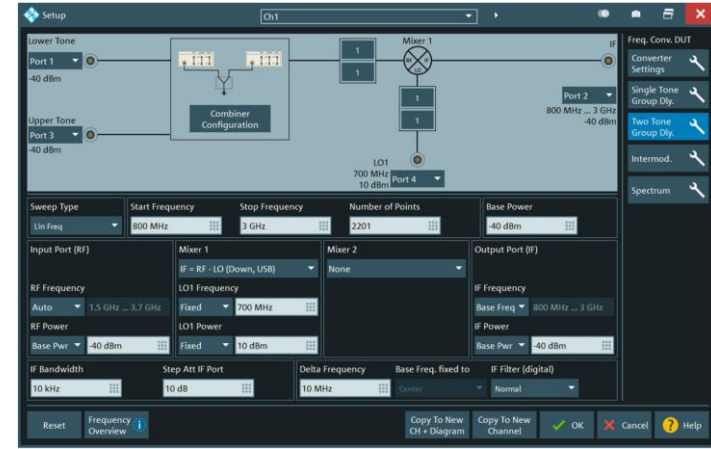 Setup
Ch1
Lower Tone
Port 1
-40 dBm
Upper Tone
Port 3
-40 dBm
Combiner
Configuration
1
1
Mixer 1
RF IF
LO
1
1
LO1
700 MHz
10 dBm
Port 4
IF
Port 2
800 MHz ... 3 GHz
-40 dBm
Freq. Conv. DUT
Converter
Settings
Single Tone
Group Dly.
Two Tone
Group Dly.
Intermod.
Spectrum
Sweep Type
Lin Freq
Start Frequency
800 MHz
Stop Frequency
3 GHz
Number of Points
2201
Base Power
-40 dBm
Input Port (RF)
RF Frequency
Auto 1.5 GHz ... 3.7 GHz
RF Power
Base Pwr -40 dBm
Mixer 1
IF = RF - LO (Down, USB)
LO1 Frequency
Fixed 700 MHz
LO1 Power
Fixed 10 dBm
Mixer 2
None
Output Port (IF)
IF Frequency
Base Freq 800 MHz ... 3 GHz
IF Power
Base Pwr -40 dBm
IF Bandwidth
10 kHz
Step Att IF Port
10 dB
Delta Frequency
10 MHz
Base Freq. fixed to
Center
IF Filter (digital)
Normal
Reset
Frequency
Overview
Copy To New
CH + Diagram
Copy To New
Channel
OK
Cancel
? Help